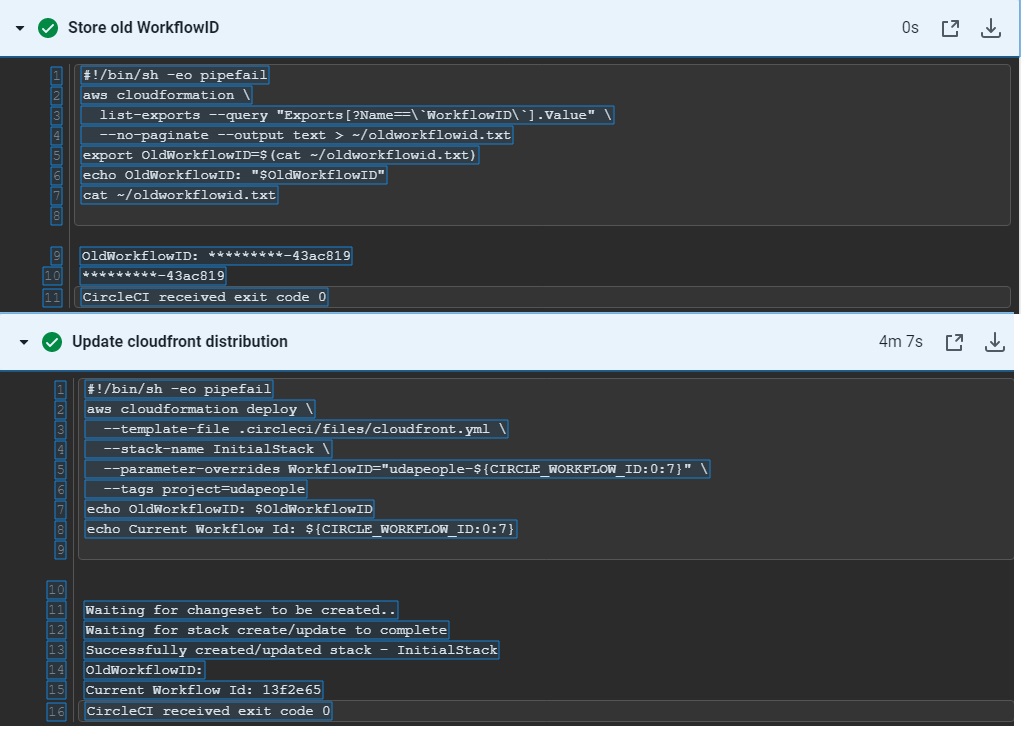 Store old WorkflowID 0s
1 #!/bin/sh -eo pipefail
2 aws cloudformation \
3 list-exports --query "Exports[?Name==\`WorkflowID\`].Value" \
4 --no-paginate --output text > ~/oldworkflowid.txt
5 export OldWorkflowID=$(cat ~/oldworkflowid.txt)
6 echo OldWorkflowID: "$OldWorkflowID"
7 cat ~/oldworkflowid.txt
8
9 OldWorkflowID: *********-43ac819
10 *********-43ac819
11 CircleCI received exit code 0
Update cloudfront distribution 4m 7s
1 #!/bin/sh -eo pipefail
2 aws cloudformation deploy \
3 --template-file .circleci/files/cloudfront.yml \
4 --stack-name InitialStack \
5 --parameter-overrides WorkflowID="udapeople-${CIRCLE_WORKFLOW_ID:0:7}" \
6 --tags project=udapeople
7 echo OldWorkflowID: $OldWorkflowID
8 echo Current Workflow Id: ${CIRCLE_WORKFLOW_ID:0:7}
9
10
11 Waiting for changeset to be created..
12 Waiting for stack create/update to complete
13 Successfully created/updated stack - InitialStack
14 OldWorkflowID:
15 Current Workflow Id: 13f2e65
16 CircleCI received exit code 0